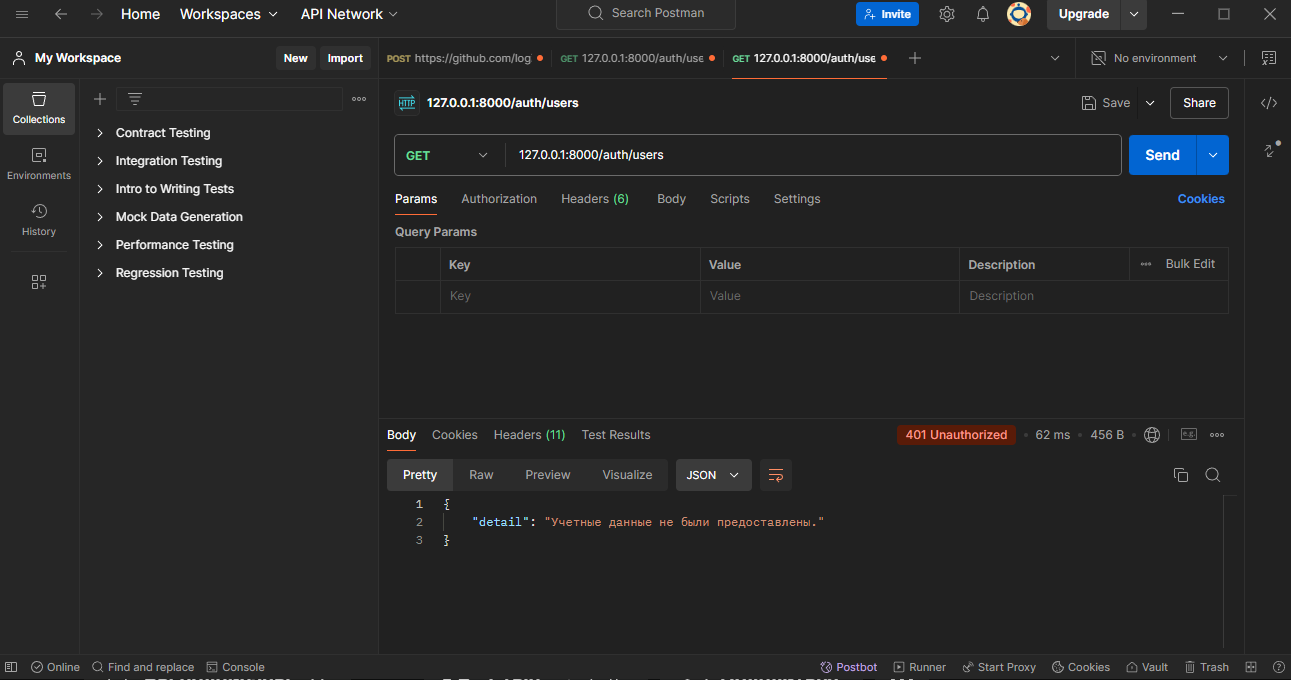 Home Workspaces API Network Search Postman Invite Upgrade
My Workspace New Import POST https://github.com/log GET 127.0.0.1:8000/auth/use GET 127.0.0.1:8000/auth/use No environment
Collections
Environments
History
Contract Testing
Integration Testing
Intro to Writing Tests
Mock Data Generation
Performance Testing
Regression Testing
HTTP 127.0.0.1:8000/auth/users Save Share
GET 127.0.0.1:8000/auth/users Send
Params Authorization Headers (6) Body Scripts Settings Cookies
Query Params
Key Value Description Bulk Edit
Key Value Description
Body Cookies Headers (11) Test Results 401 Unauthorized 62 ms 456 B e.g.
Pretty Raw Preview Visualize JSON
1 {
2 "detail": "Учетные данные не были предоставлены."
3 }
Online Find and replace Console Postbot Runner Start Proxy Cookies Vault Trash